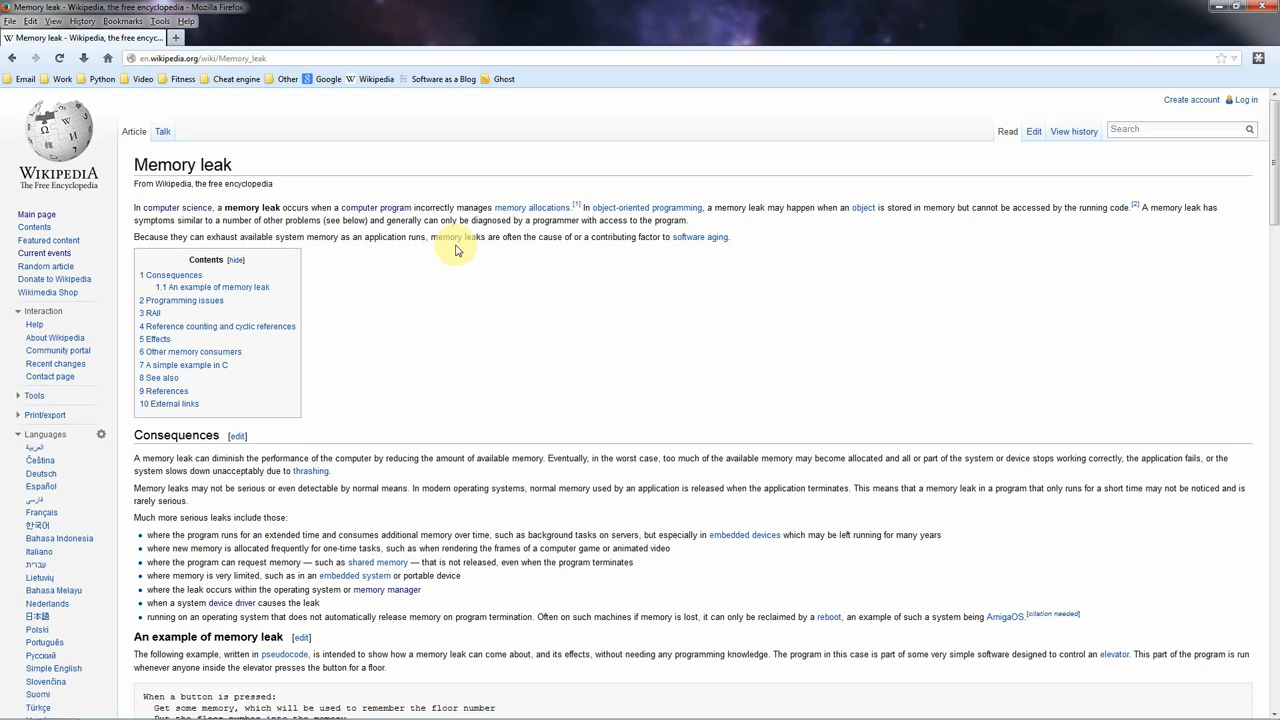 Memory leak - Wikipedia, the free encyclopedia - Mozilla Firefox
File Edit View History Bookmarks Tools Help
W Memory leak - Wikipedia, the free encyc... +
en.wikipedia.org/wiki/Memory_leak
Email Work Python Video Fitness Cheat engine Other Google Wikipedia Software as a Blog Ghost
Create account Log in
Article Talk Read Edit View history Search
WIKIPEDIA
The Free Encyclopedia
Main page
Contents
Featured content
Current events
Random article
Donate to Wikipedia
Wikimedia Shop
Interaction
Help
About Wikipedia
Community portal
Recent changes
Contact page
Tools
Print/export
Languages
العربية
Čeština
Deutsch
Español
فارسی
Français
한국어
Bahasa Indonesia
Italiano
עברית
Lietuvių
Bahasa Melayu
Nederlands
日本語
Polski
Português
Русский
Simple English
Slovenčina
Suomi
Türkçe
Memory leak
From Wikipedia, the free encyclopedia
In computer science, a memory leak occurs when a computer program incorrectly manages memory allocations.[1] In object-oriented programming, a memory leak may happen when an object is stored in memory but cannot be accessed by the running code.[2] A memory leak has
symptoms similar to a number of other problems (see below) and generally can only be diagnosed by a programmer with access to the program.
Because they can exhaust available system memory as an application runs, memory leaks are often the cause of or a contributing factor to software aging.
Contents [hide]
1 Consequences
1.1 An example of memory leak
2 Programming issues
3 RAII
4 Reference counting and cyclic references
5 Effects
6 Other memory consumers
7 A simple example in C
8 See also
9 References
10 External links
Consequences [edit]
A memory leak can diminish the performance of the computer by reducing the amount of available memory. Eventually, in the worst case, too much of the available memory may become allocated and all or part of the system or device stops working correctly, the application fails, or the
system slows down unacceptably due to thrashing.
Memory leaks may not be serious or even detectable by normal means. In modern operating systems, normal memory used by an application is released when the application terminates. This means that a memory leak in a program that only runs for a short time may not be noticed and is
rarely serious.
Much more serious leaks include those:
where the program runs for an extended time and consumes additional memory over time, such as background tasks on servers, but especially in embedded devices which may be left running for many years
where new memory is allocated frequently for one-time tasks, such as when rendering the frames of a computer game or animated video
where the program can request memory — such as shared memory — that is not released, even when the program terminates
where memory is very limited, such as in an embedded system or portable device
where the leak occurs within the operating system or memory manager
when a system device driver causes the leak
running on an operating system that does not automatically release memory on program termination. Often on such machines if memory is lost, it can only be reclaimed by a reboot, an example of such a system being AmigaOS.[citation needed]
An example of memory leak [edit]
The following example, written in pseudocode, is intended to show how a memory leak can come about, and its effects, without needing any programming knowledge. The program in this case is part of some very simple software designed to control an elevator. This part of the program is run
whenever anyone inside the elevator presses the button for a floor.
When a button is pressed:
Get some memory, which will be used to remember the floor number
Put the floor number into the memory